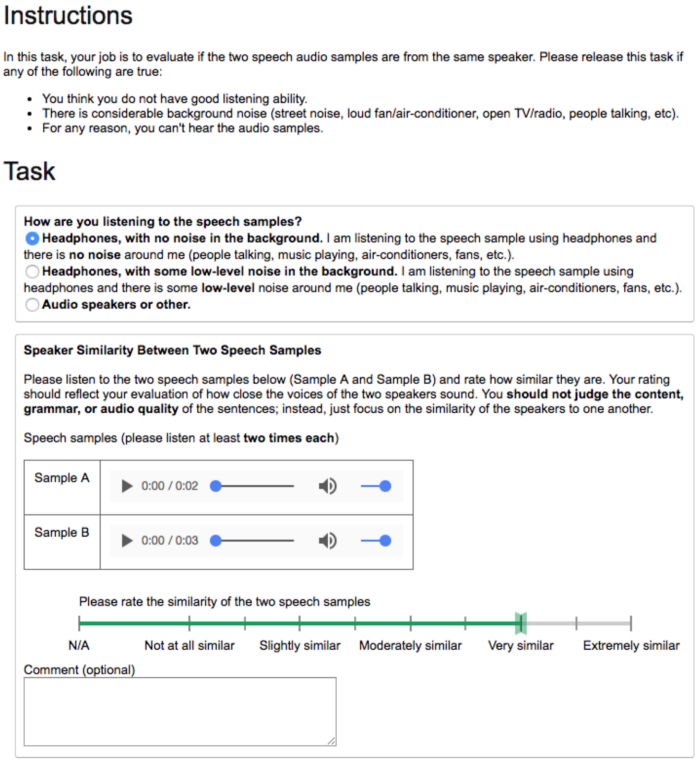 Instructions
In this task, your job is to evaluate if the two speech audio samples are from the same speaker. Please release this task if
any of the following are true:
• You think you do not have good listening ability.
• There is considerable background noise (street noise, loud fan/air-conditioner, open TV/radio, people talking, etc).
• For any reason, you can't hear the audio samples.
Task
How are you listening to the speech samples?
Headphones, with no noise in the background. I am listening to the speech sample using headphones and
there is no noise around me (people talking, music playing, air-conditioners, fans, etc.).
Headphones, with some low-level noise in the background. I am listening to the speech sample using
headphones and there is some low-level noise around me (people talking, music playing, air-conditioners, fans, etc.).
Audio speakers or other.
Speaker Similarity Between Two Speech Samples
Please listen to the two speech samples below (Sample A and Sample B) and rate how similar they are. Your rating
should reflect your evaluation of how close the voices of the two speakers sound. You should not judge the content,
grammar, or audio quality of the sentences; instead, just focus on the similarity of the speakers to one another.
Speech samples (please listen at least two times each)
Sample A 0:00 / 0:02
Sample B 0:00 / 0:03
Please rate the similarity of the two speech samples
N/A Not at all similar Slightly similar Moderately similar Very similar Extremely similar
Comment (optional)